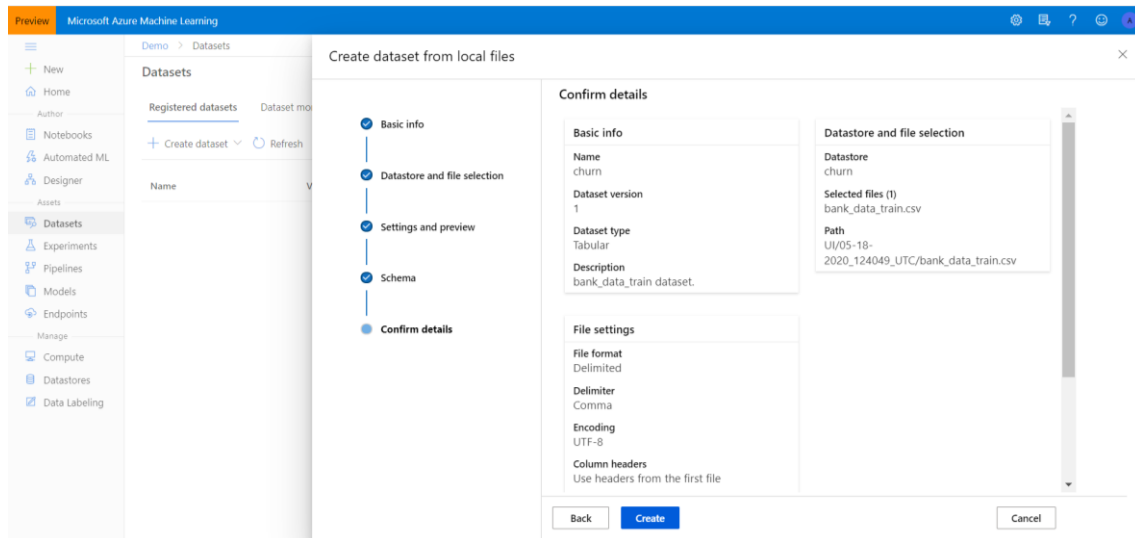 Preview
Microsoft Azure Machine Learning
?
A
New
Home
Author
Notebooks
Automated ML
Designer
Assets
Datasets
Experiments
Pipelines
Models
Endpoints
Manage
Compute
Datastores
Data Labeling
Demo > Datasets
Datasets
Registered datasets
Dataset mo
Create dataset
Refresh
Name
V
Create dataset from local files
Basic info
Datastore and file selection
Settings and preview
Schema
Confirm details
Confirm details
Basic info
Name
churn
Dataset version
1
Dataset type
Tabular
Description
bank_data_train dataset.
Datastore and file selection
Datastore
churn
Selected files (1)
bank_data_train.csv
Path
UI/05-18-
2020_124049_UTC/bank_data_train.csv
File settings
File format
Delimited
Delimiter
Comma
Encoding
UTF-8
Column headers
Use headers from the first file
Back
Create
Cancel